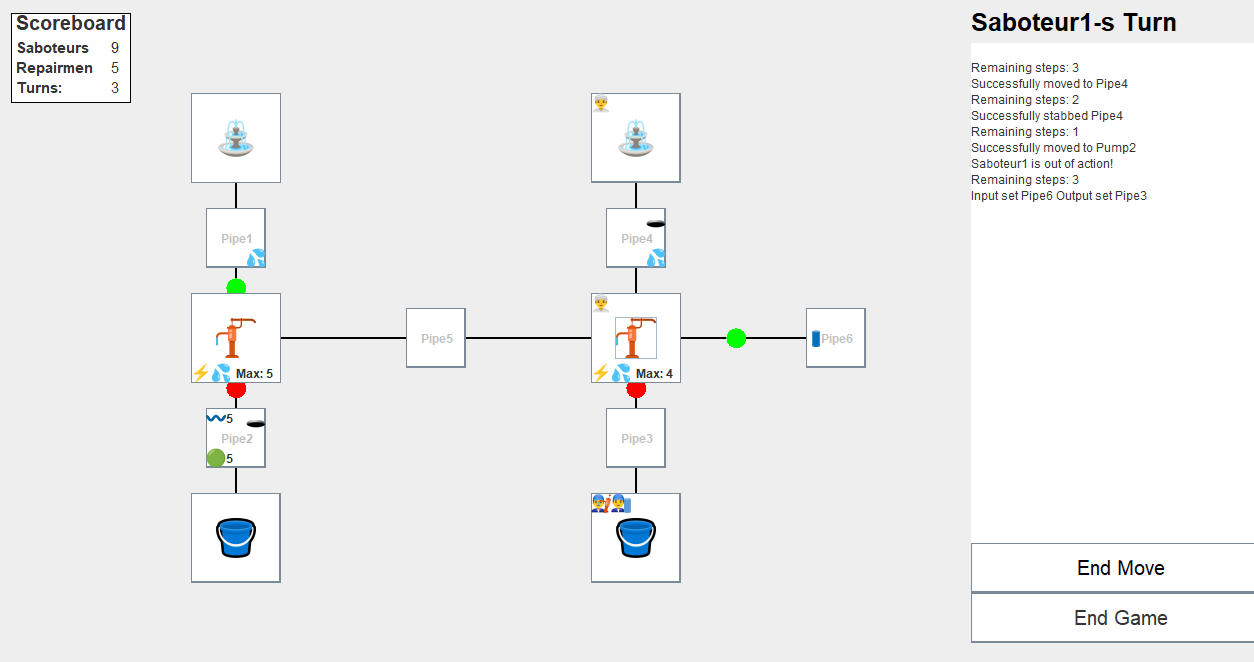 Scoreboard
Saboteurs 9
Repairmen 5
Turns: 3
Saboteur1-s Turn
Remaining steps: 3
Successfully moved to Pipe4
Remaining steps: 2
Successfully stabbed Pipe4
Remaining steps: 1
Successfully moved to Pump2
Saboteur1 is out of action!
Remaining steps: 3
Input set Pipe6 Output set Pipe3
Pipe1
Pipe4
Pipe5
Pipe6
Max: 5
Max: 4
5
Pipe2
5
Pipe3
End Move
End Game